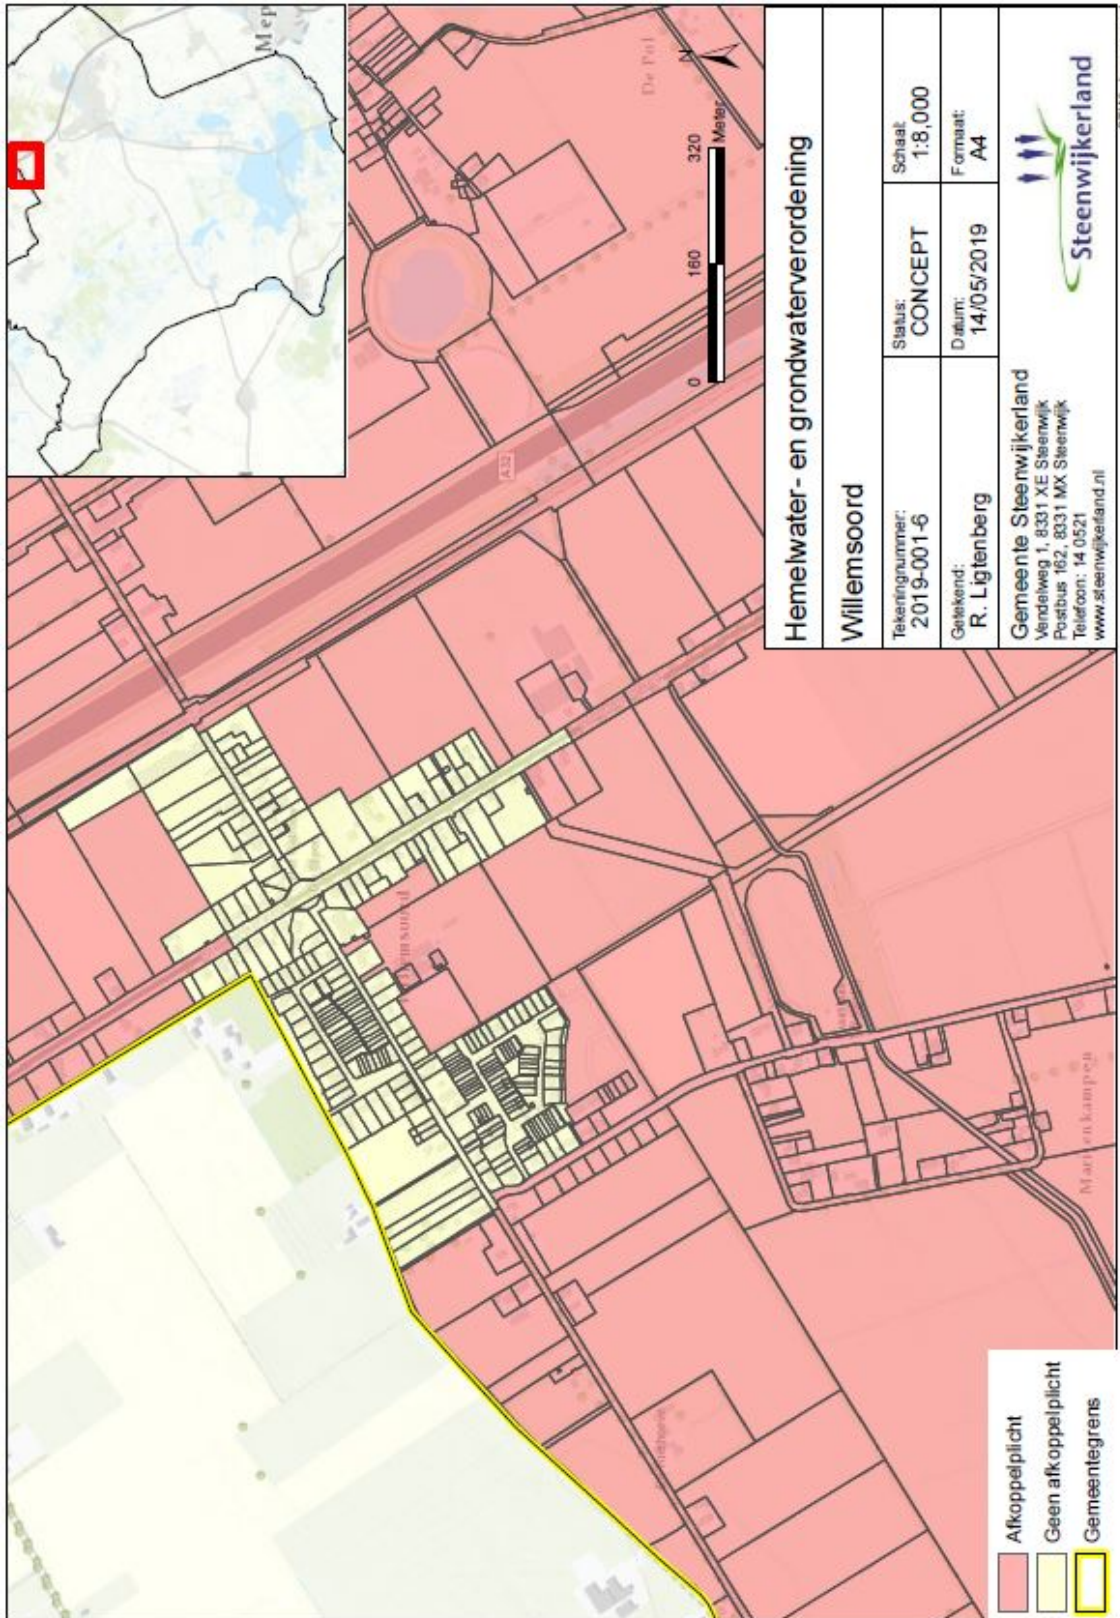 Mep
De Pol
N
A32
0 160 320
Meter
Marijenkampen
Hemelwater- en grondwaterverordening
Willemsoord
Tekeningnummer:
2019-001-6
Status:
CONCEPT
Schaal:
1:8,000
Getekend:
R. Ligtenberg
Datum:
14/05/2019
Formaat:
A4
Gemeente Steenwijkerland
Vendelweg 1, 8331 XE Steenwijk
Postbus 162, 8331 MX Steenwijk
Telefoon: 14 0521
www.steenwijkerland.nl
Steenwijkerland
Afkoppelplicht
Geen afkoppelplicht
Gemeentegrens